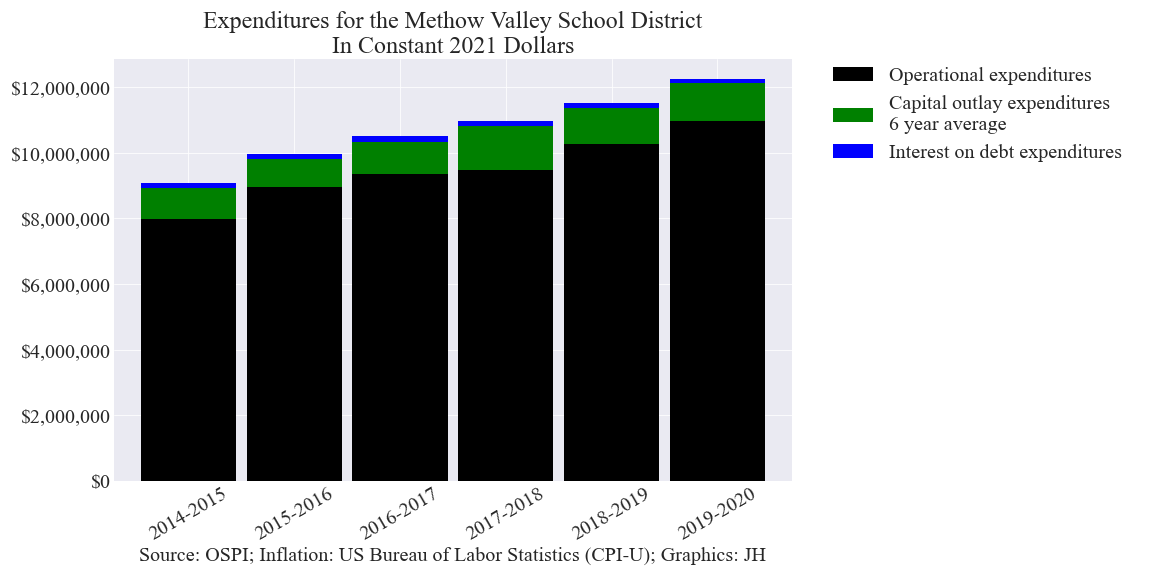 Expenditures for the Methow Valley School District
In Constant 2021 Dollars
$12,000,000
$10,000,000
$8,000,000
$6,000,000
$4,000,000
$2,000,000
$0
2014-2015
2015-2016
2016-2017
2017-2018
2018-2019
2019-2020
Source: OSPI; Inflation: US Bureau of Labor Statistics (CPI-U); Graphics: JH
Operational expenditures
Capital outlay expenditures
6 year average
Interest on debt expenditures